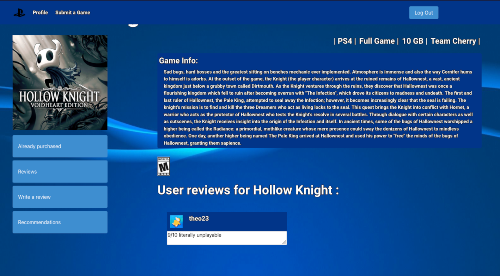 Profile Submit a Game Log Out
| PS4 | Full Game | 10 GB | Team Cherry |
HOLLOW KNIGHT
VOIDHEART EDITION
Game Info:
Sad bugs, hard bosses and the greatest sitting on benches mechanic ever implemented. Atmosphere is immense and also the way Cornifer hums
to himself is adorbs. At the outset of the game, the Knight (the player character) arrives at the ruined remains of Hallownest, a vast, ancient
kingdom just below a grubby town called Dirtmouth. As the Knight ventures through the ruins, they discover that Hallownest was once a
flourishing kingdom which fell to ruin after becoming overrun with "The Infection", which drove its citizens to madness and undeath. The first and
last ruler of Hallownest, the Pale King, attempted to seal away the Infection; however, it becomes increasingly clear that the seal is failing. The
Knight's mission is to find and kill the three Dreamers who act as living locks to the seal. This quest brings the Knight into conflict with Hornet, a
warrior who acts as the protector of Hallownest who tests the Knight's resolve in several battles. Through dialogue with certain characters as well
as cutscenes, the Knight receives insight into the origin of the Infection and itself. In ancient times, some of the bugs of Hallownest worshipped a
higher being called the Radiance: a primordial, mothlike creature whose mere presence could sway the denizens of Hallownest to mindless
obedience. One day, another higher being named The Pale King arrived at Hallownest and used his power to "free" the minds of the bugs of
Hallownest, granting them sapience.
Already purchased
Reviews
Write a review
Recommendations
M
User reviews for Hollow Knight :
theo23
9/10 literally unplayable